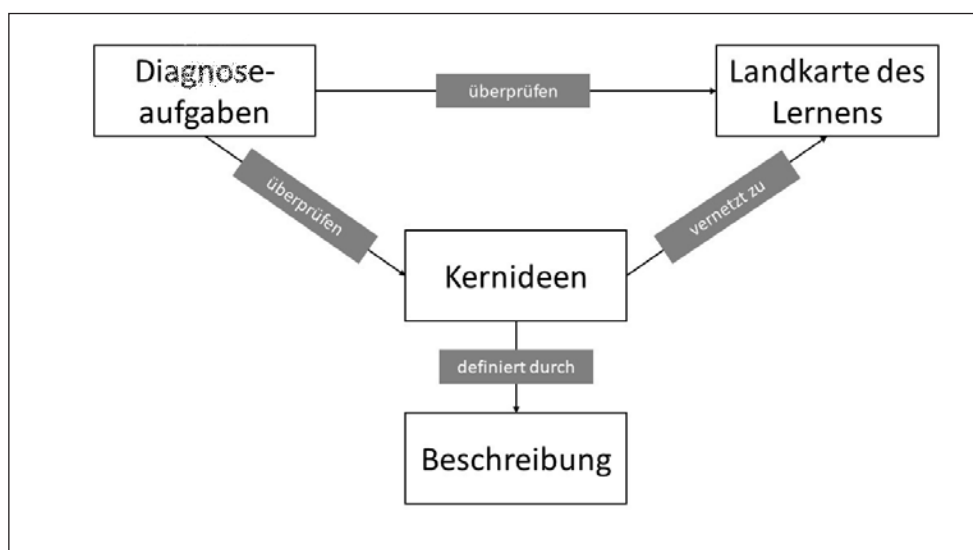 Diagnose-
aufgaben
überprüfen
Landkarte des
Lernens
überprüfen
vernetzt zu
Kernideen
definiert durch
Beschreibung